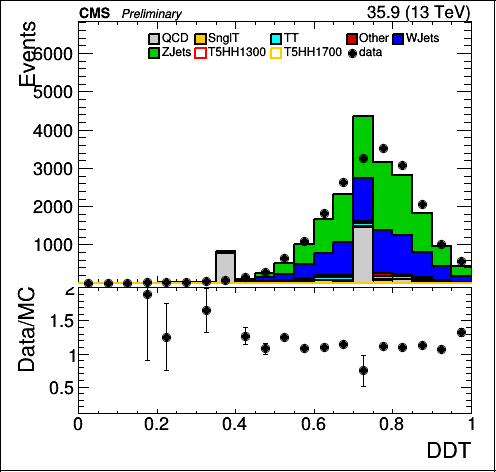 CMS Preliminary 35.9 (13 TeV)
Events
QCD SnglT TT Other WJets
ZJets T5HH1300 T5HH1700 data
6000
5000
4000
3000
2000
1000
Data/MC
2
1.5
1
0.5
0 0.2 0.4 0.6 0.8 1
DDT